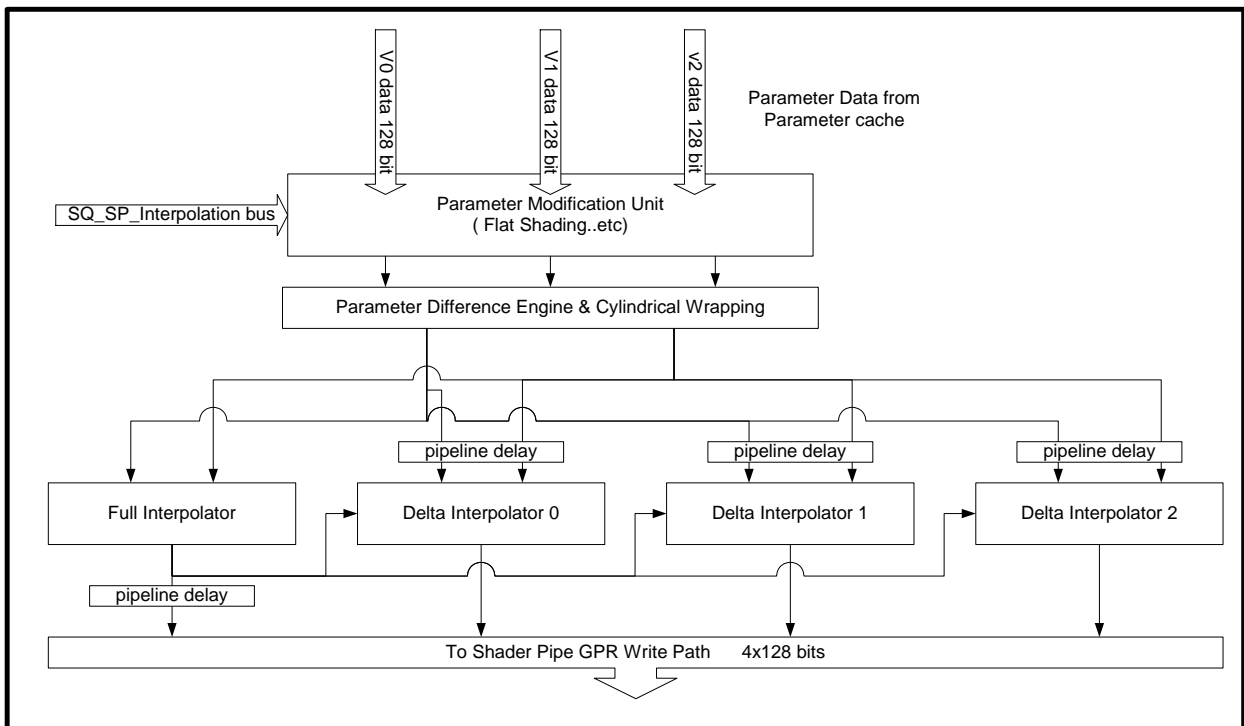 V0 data 128 bit
V1 data 128 bit
v2 data 128 bit
Parameter Data from
Parameter cache
SQ_SP_Interpolation bus
Parameter Modification Unit
( Flat Shading..etc)
Parameter Difference Engine & Cylindrical Wrapping
pipeline delay
pipeline delay
pipeline delay
Full Interpolator
Delta Interpolator 0
Delta Interpolator 1
Delta Interpolator 2
pipeline delay
To Shader Pipe GPR Write Path 4x128 bits